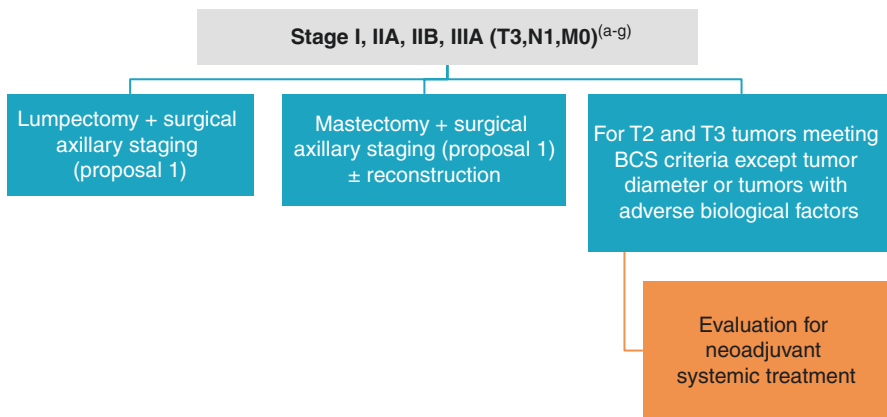 Stage I, IIA, IIB, IIIA (T3,N1,M0)(a-g)
Lumpectomy + surgical
axillary staging
(proposal 1)
Mastectomy + surgical
axillary staging (proposal 1)
± reconstruction
For T2 and T3 tumors meeting
BCS criteria except tumor
diameter or tumors with
adverse biological factors
Evaluation for
neoadjuvant
systemic treatment